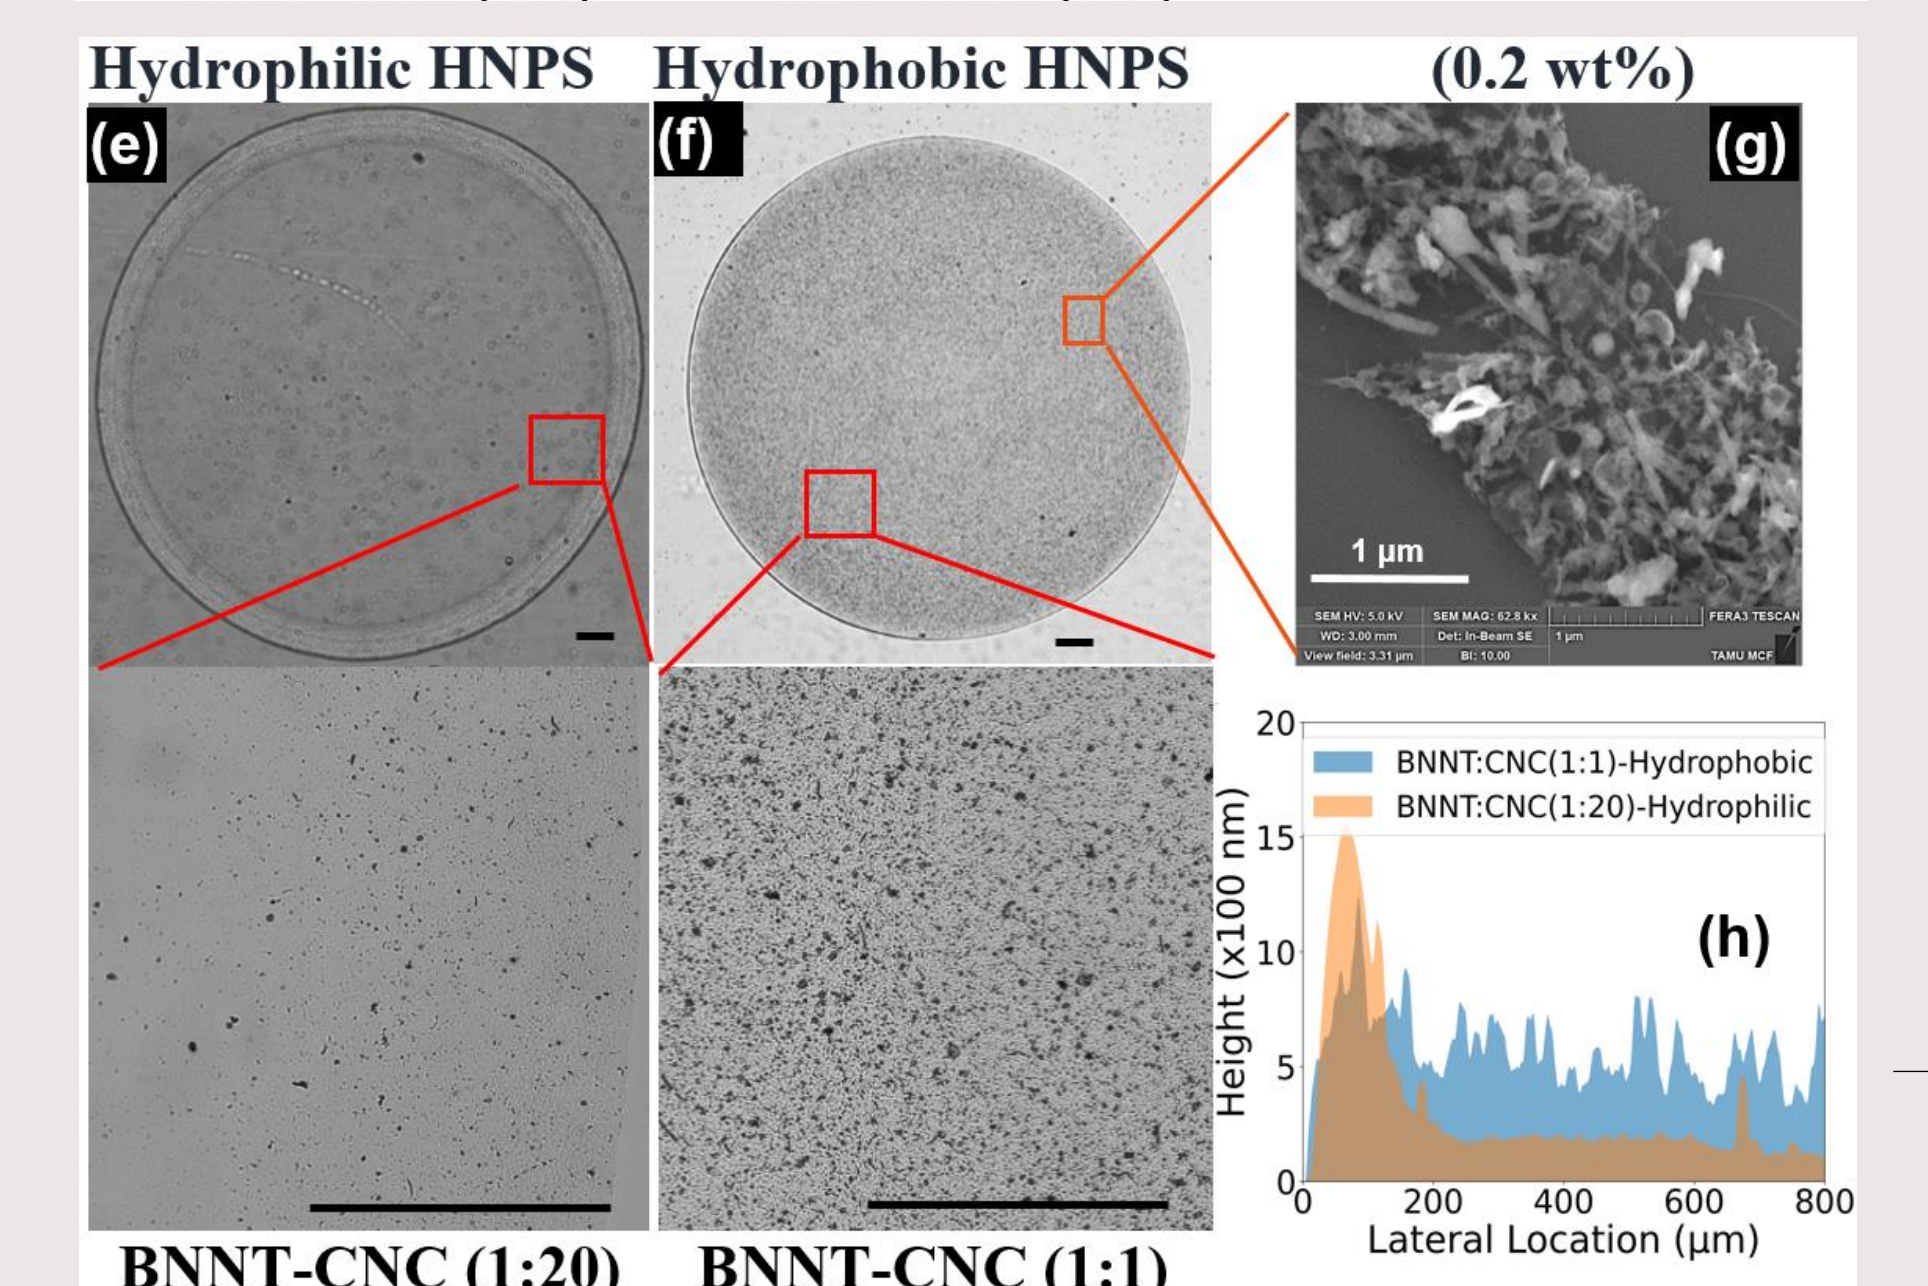 Hydrophilic HNPS
Hydrophobic HNPS
(0.2 wt%)
(e)
(f)
(g)
1 µm
SEM HV: 5.0 kV
SEM MAG: 62.8 kx
FERA3 TESCAN
WD: 3.00 mm
Det: In-Beam SE
1 µm
View field: 3.31 µm
BI: 10.00
TAMU MCF
20
15
10
5
0
Height (x100 nm)
BNNT:CNC(1:1)-Hydrophobic
BNNT:CNC(1:20)-Hydrophilic
(h)
0 200 400 600 800
Lateral Location (µm)
BNNT-CNC (1:20)
BNNT-CNC (1:1)